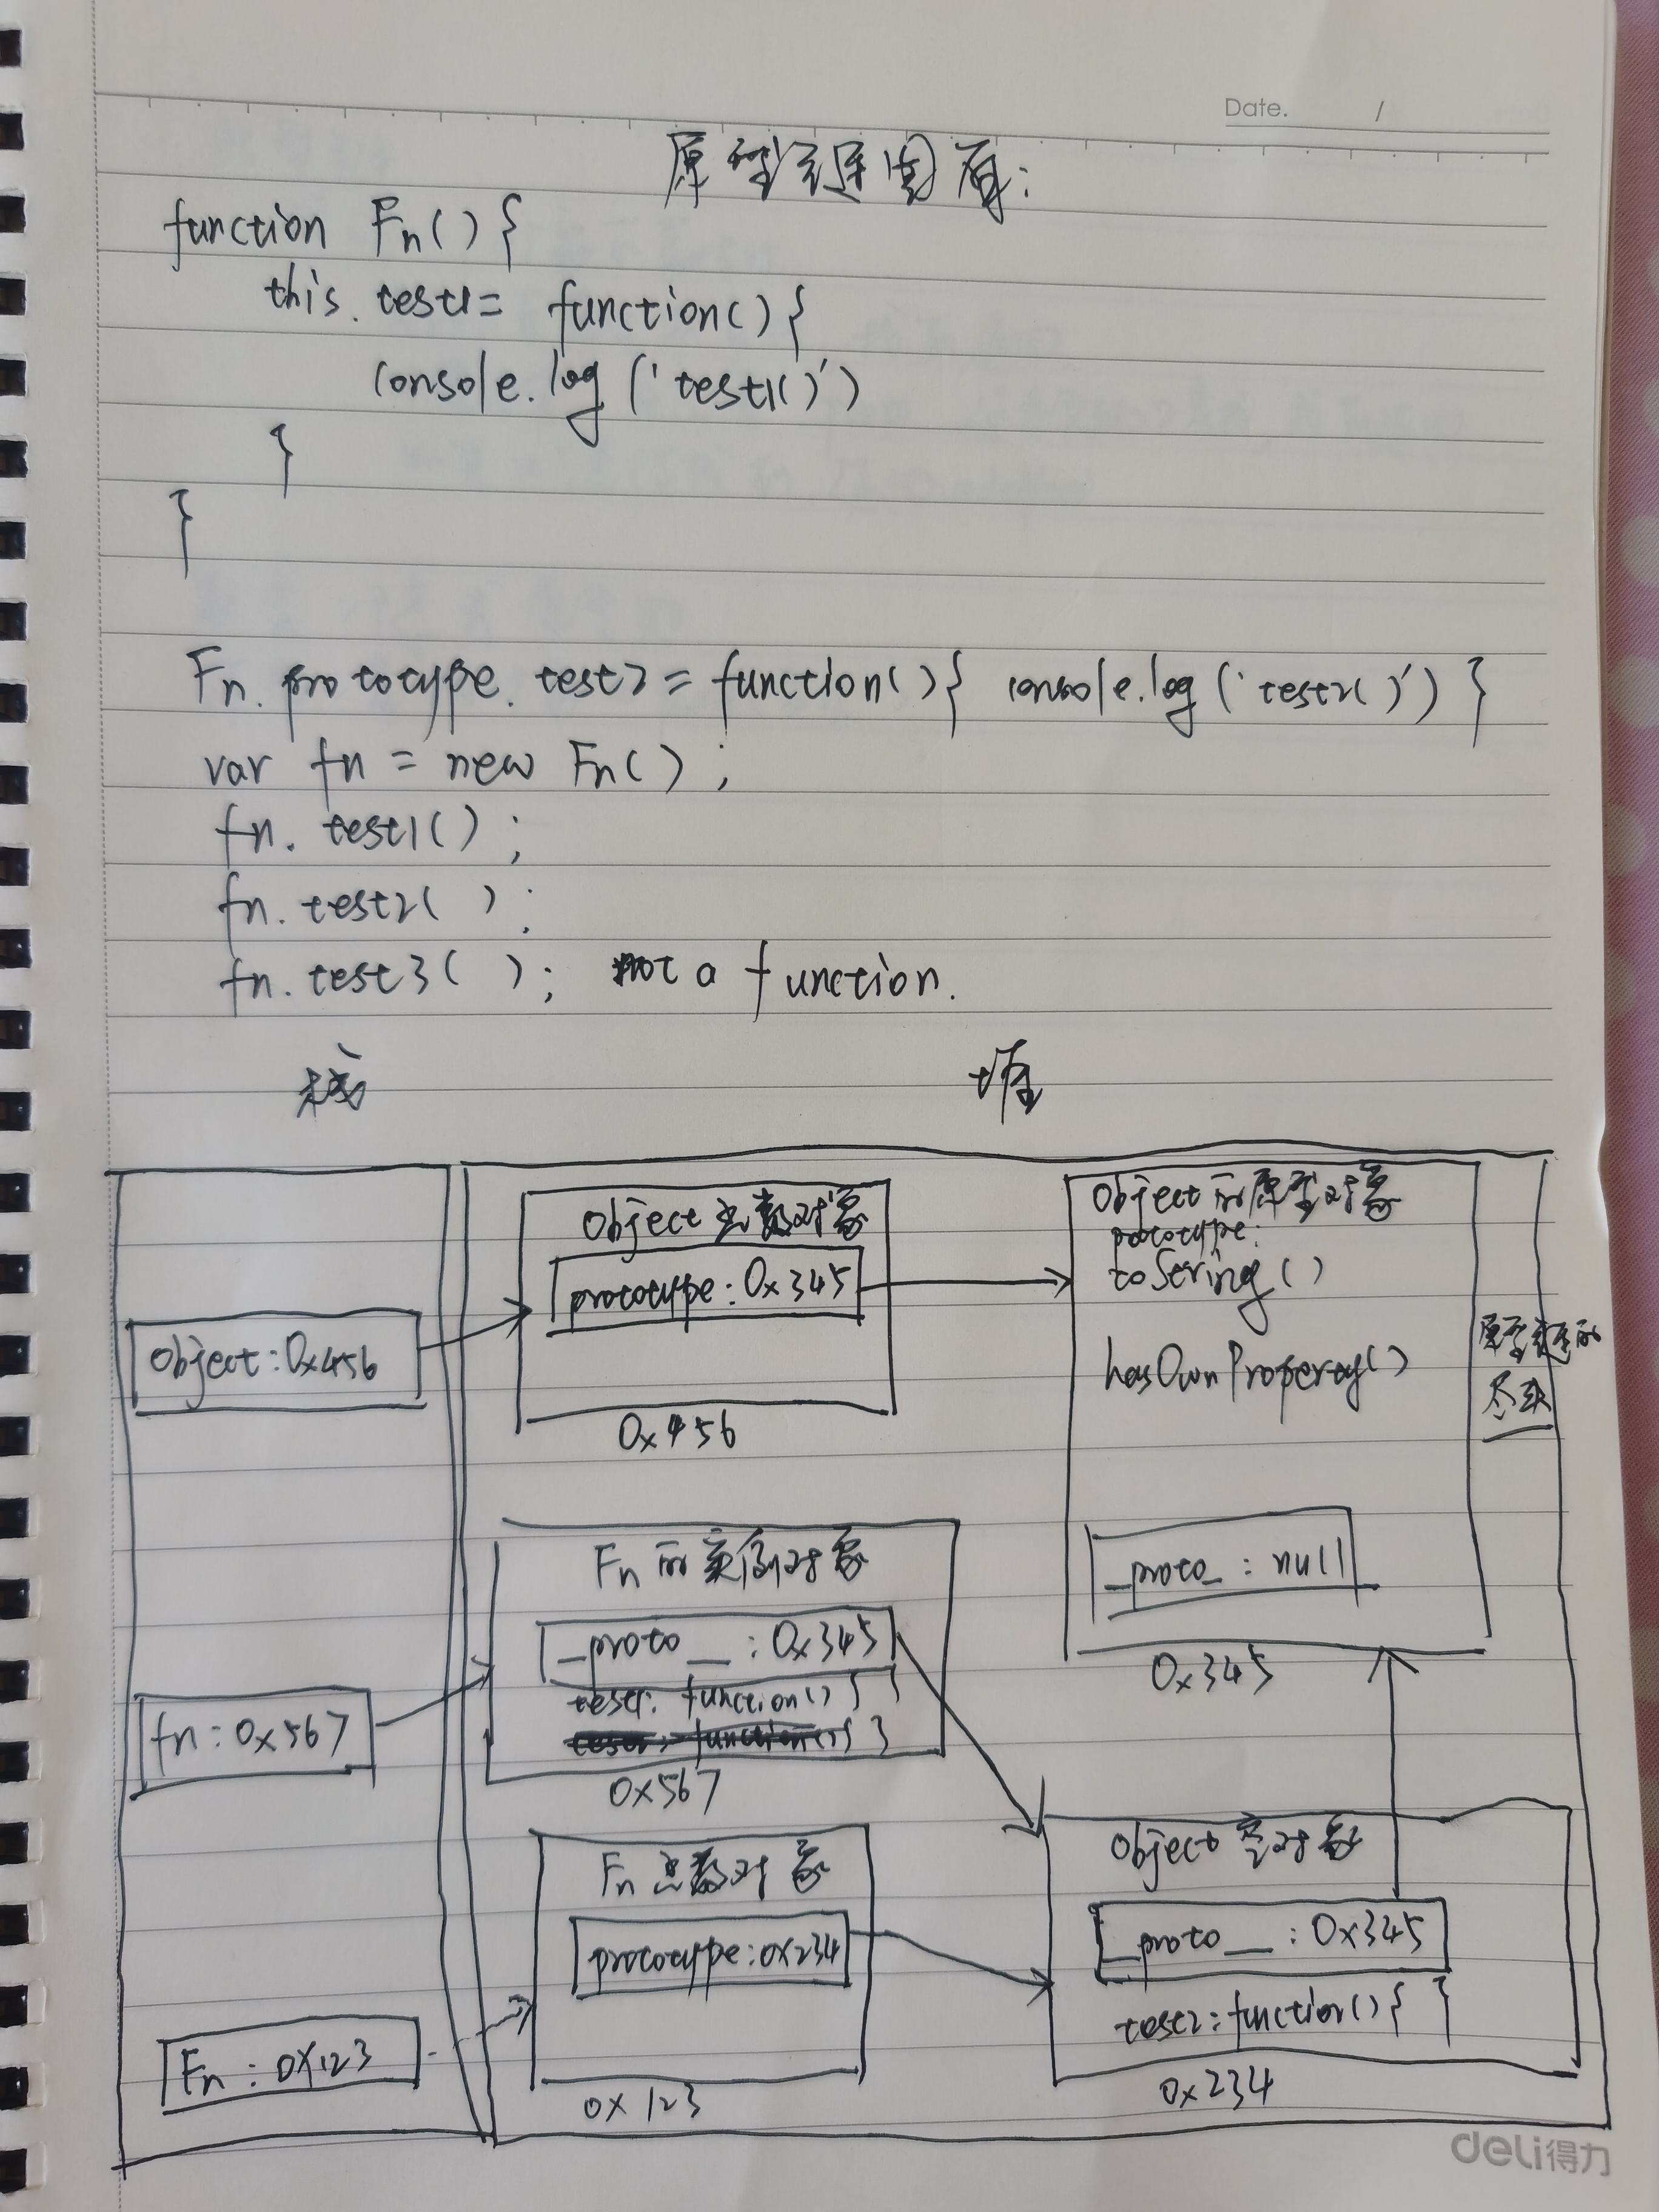 Date. /
原型链图解:
function Fn(){
this.test1= function(){
console.log('test1()')
}
}
Fn.prototype.test2=function(){ console.log('test2()') }
var fn = new Fn();
fn.test1();
fn.test2();
fn.test3(); not a function.
栈
堆
Object函数对象
prototype:0x345
0x456
Object:0x456
Object的原型对象
prototype:
toString()
hasOwnProperty()
__proto__:null
0x345
原型链的
尽头
Fn的实例对象
__proto__:0x345
test1:function(){ }
test2:function(){ }
0x567
fn:0x567
Fn函数对象
prototype:0x234
0x123
Fn:0x123
Object空对象
__proto__:0x345
test2:function(){ }
0x234
deli得力